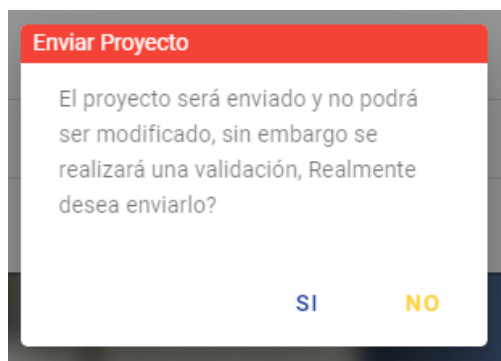 Enviar Proyecto
El proyecto será enviado y no podrá
ser modificado, sin embargo se
realizará una validación, Realmente
desea enviarlo?
SI NO